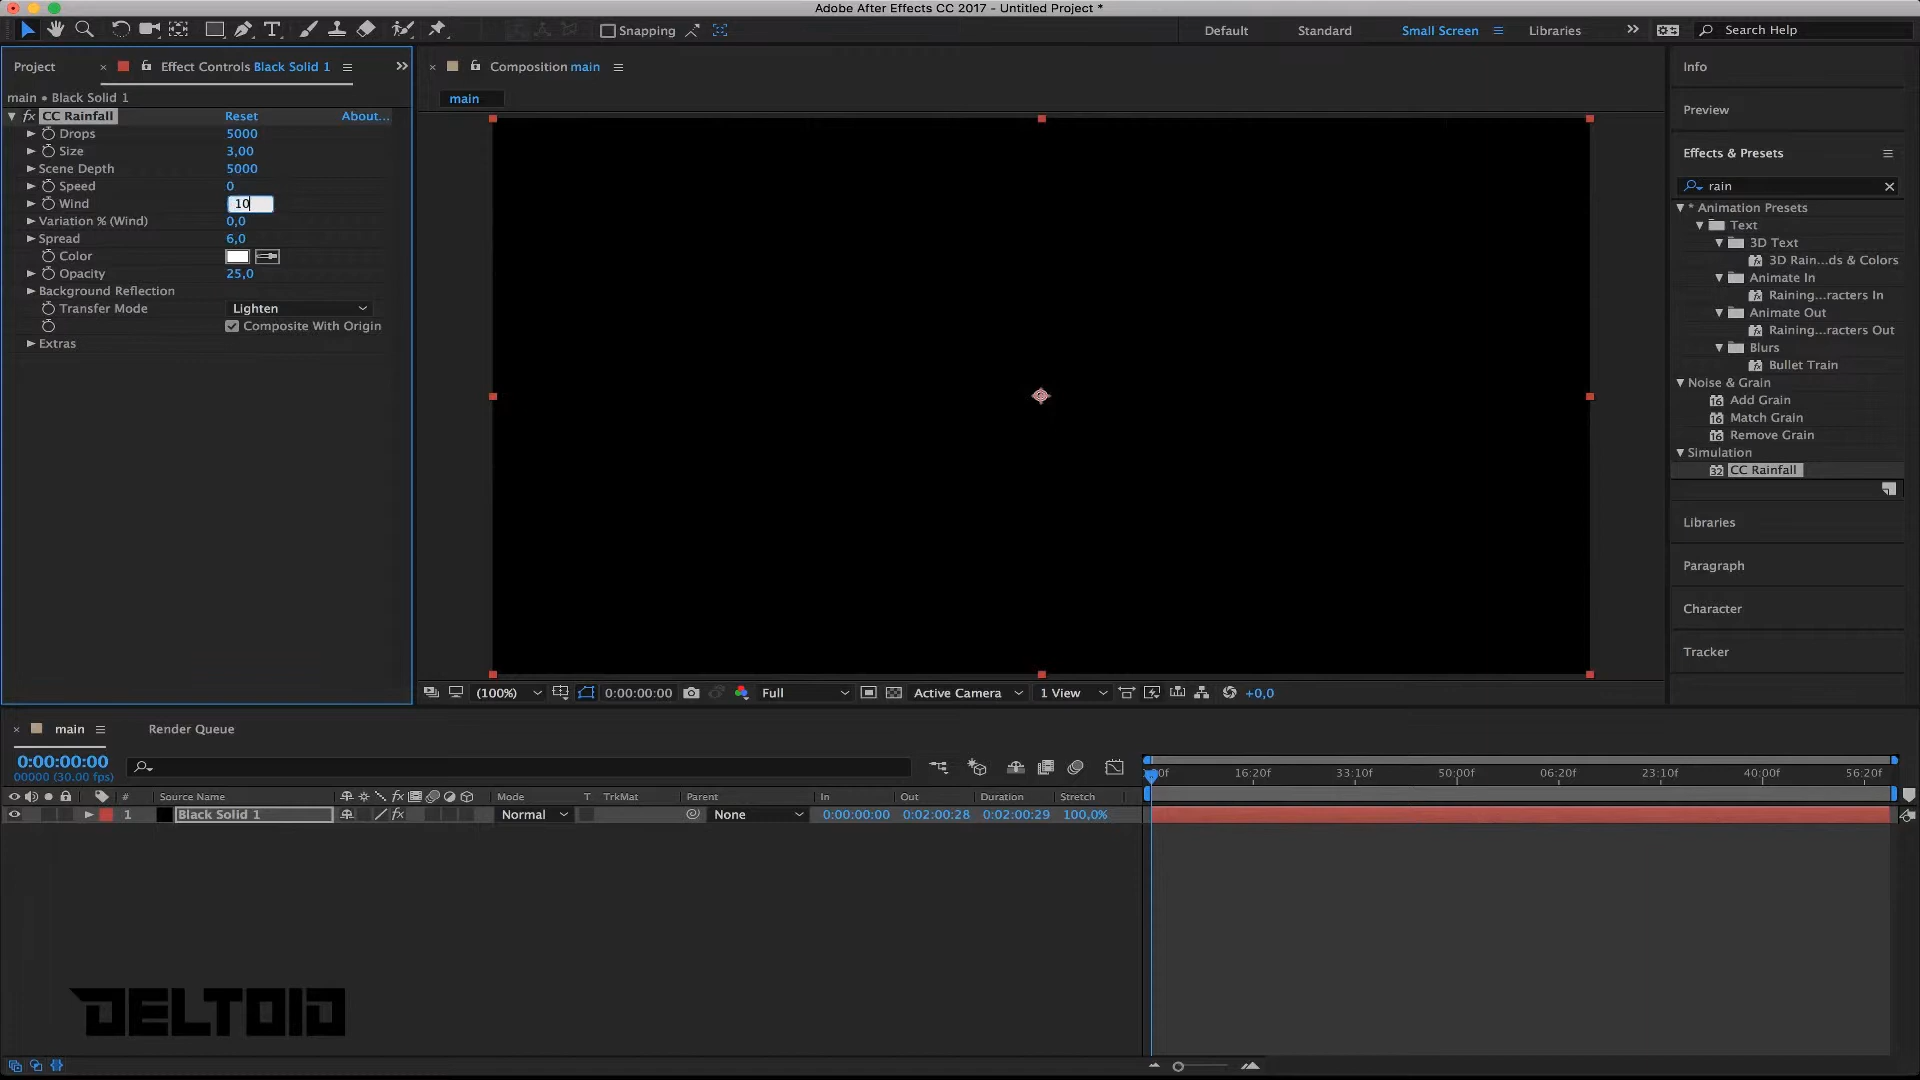 Adobe After Effects CC 2017 - Untitled Project *
Snapping
Default
Standard
Small Screen
Libraries
Search Help
Project
Effect Controls Black Solid 1
Composition main
main
main • Black Solid 1
fx CC Rainfall Reset About...
Drops 5000
Size 3,00
Scene Depth 5000
Speed 0
Wind 10
Variation % (Wind) 0,0
Spread 6,0
Color
Opacity 25,0
Background Reflection
Transfer Mode Lighten
Composite With Origin
Extras
Info
Preview
Effects & Presets
rain
* Animation Presets
Text
3D Text
3D Rain...ds & Colors
Animate In
Raining...racters In
Animate Out
Raining...racters Out
Blurs
Bullet Train
Noise & Grain
16 Add Grain
16 Match Grain
16 Remove Grain
Simulation
32 CC Rainfall
Libraries
Paragraph
Character
Tracker
(100%) 0:00:00:00 Full Active Camera 1 View +0,0
main
Render Queue
0:00:00:00
00000 (30.00 fps)
# Source Name fx Mode T TrkMat Parent In Out Duration Stretch
1 Black Solid 1 fx Normal None 0:00:00:00 0:02:00:28 0:02:00:29 100,0%
16:20f 33:10f 50:00f 06:20f 23:10f 40:00f 56:20f
DELTOID